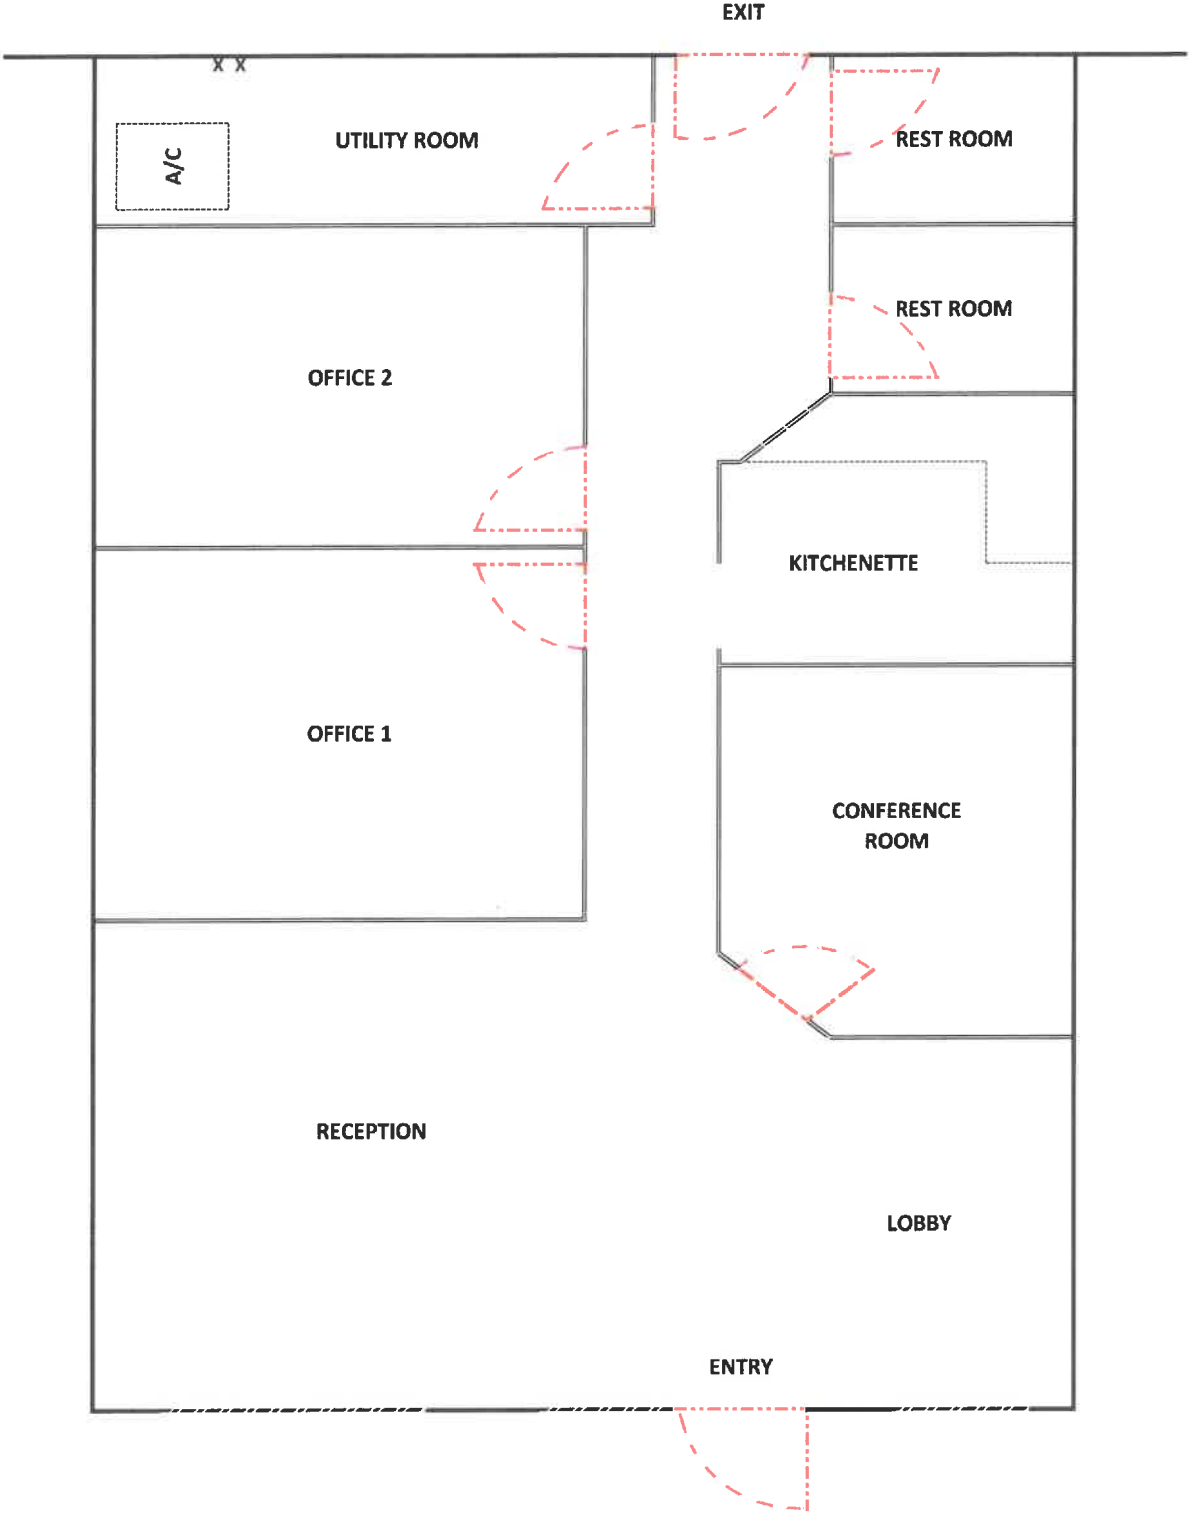 EXIT
X X
UTILITY ROOM
A/C
REST ROOM
REST ROOM
OFFICE 2
KITCHENETTE
OFFICE 1
CONFERENCE
ROOM
RECEPTION
LOBBY
ENTRY